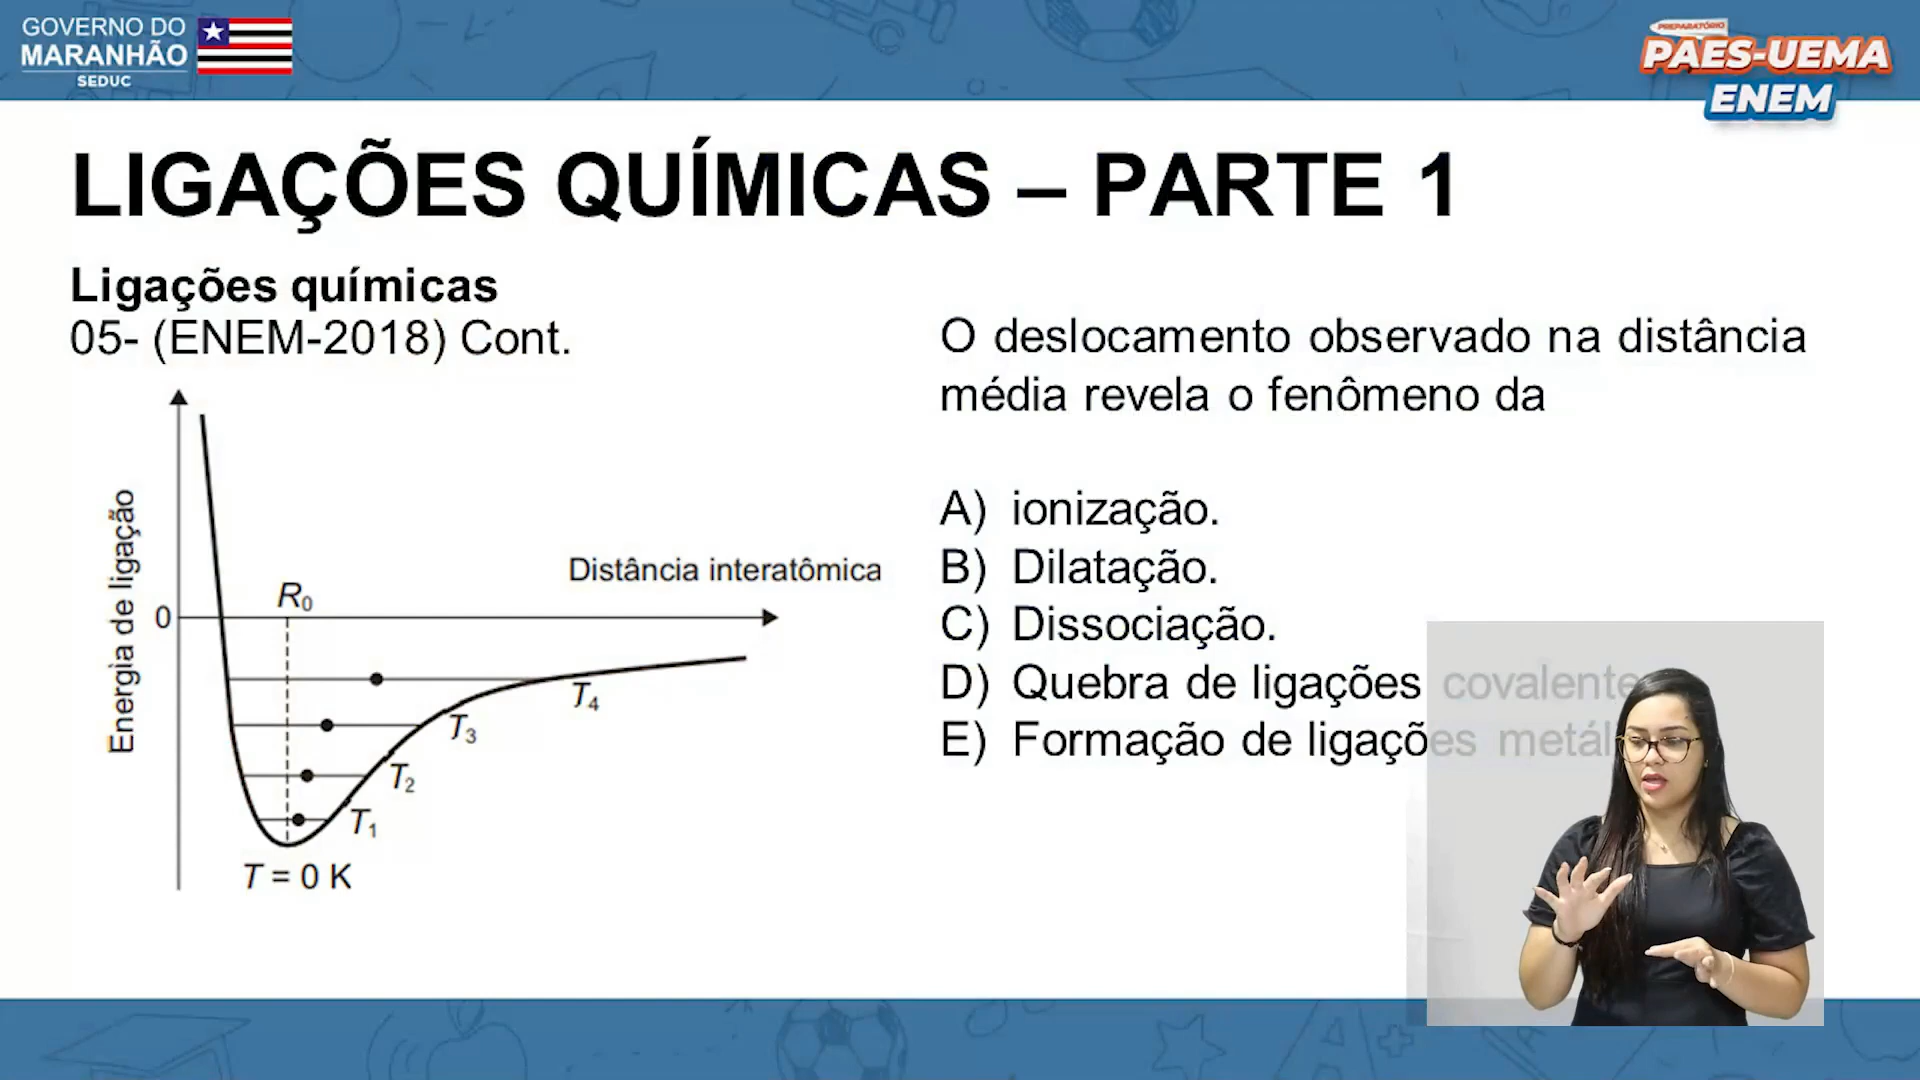 GOVERNO DO
MARANHÃO
SEDUC
PREPARATÓRIO
PAES-UEMA
ENEM
LIGAÇÕES QUÍMICAS – PARTE 1
Ligações químicas
05- (ENEM-2018) Cont.
Energia de ligação
0
R0
Distância interatômica
T4
T3
T2
T1
T = 0 K
O deslocamento observado na distância
média revela o fenômeno da
A) ionização.
B) Dilatação.
C) Dissociação.
D) Quebra de ligações covalente
E) Formação de ligações metál